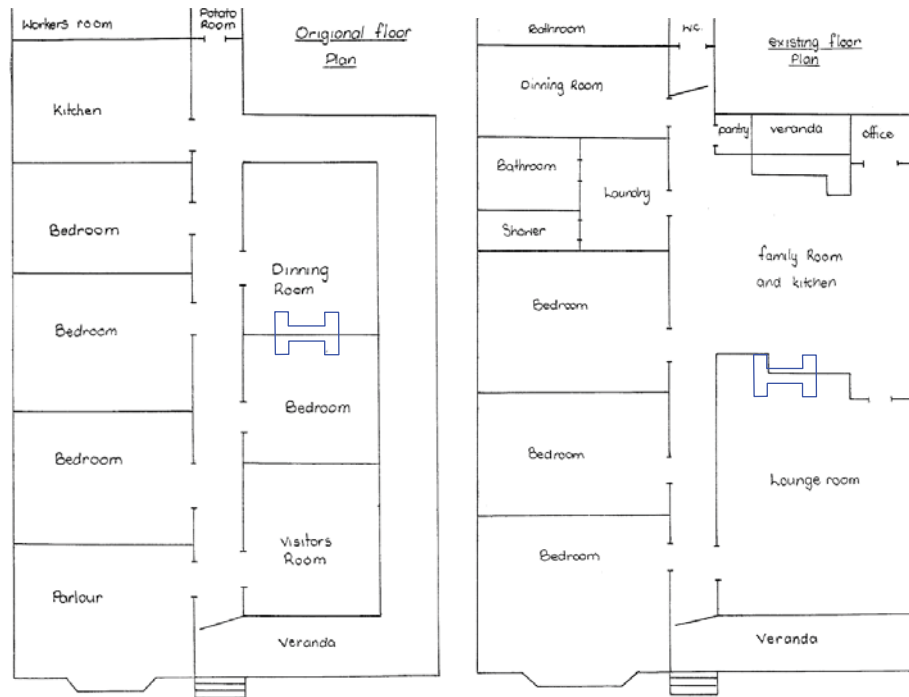 Workers room
Potato
Room
Origional floor
Plan
Kitchen
Bedroom
Dinning
Room
Bedroom
Bedroom
Bedroom
Visitors
Room
Parlour
Veranda
Bathroom
W.C.
existing floor
Plan
Dinning Room
pantry
veranda
office
Bathroom
Laundry
Shower
family Room
and kitchen
Bedroom
Bedroom
Lounge room
Bedroom
Veranda